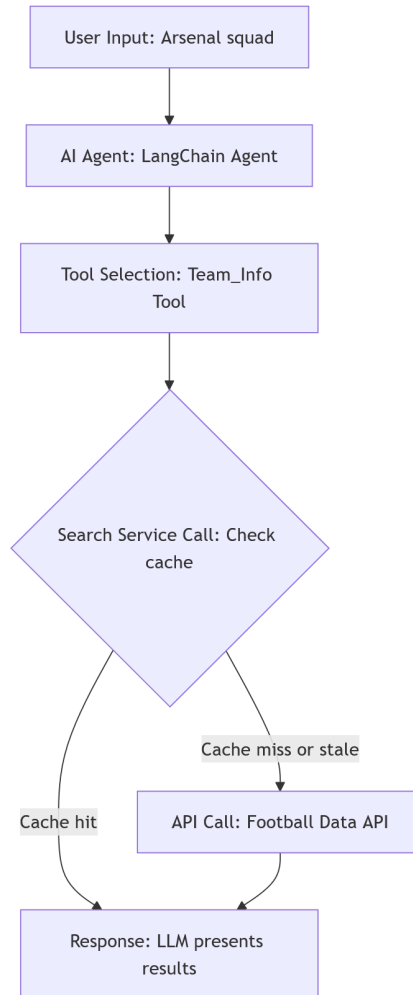 User Input: Arsenal squad
AI Agent: LangChain Agent
Tool Selection: Team_Info
Tool
Search Service Call: Check
cache
Cache miss or stale
Cache hit
API Call: Football Data API
Response: LLM presents
results